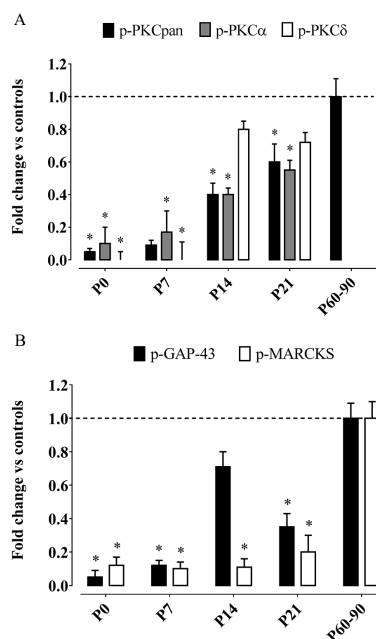 A
p-PKCpan p-PKCα p-PKCδ
Fold change vs controls
1.2
1.0
0.8
0.6
0.4
0.2
0.0
* * *
* *
* *
* *
P0 P7 P14 P21 P60-90
B
p-GAP-43 p-MARCKS
Fold change vs controls
1.2
1.0
0.8
0.6
0.4
0.2
0.0
* *
* *
*
* *
P0 P7 P14 P21 P60-90